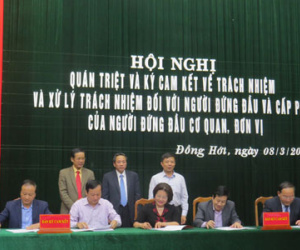 HỘI NGHỊ
QUÁN TRIỆT VÀ KÝ CAM KẾT VỀ TRÁCH NHIỆM
VÀ XỬ LÝ TRÁCH NHIỆM ĐỐI VỚI NGƯỜI ĐỨNG ĐẦU VÀ CẤP P
CỦA NGƯỜI ĐỨNG ĐẦU CƠ QUAN, ĐƠN VỊ
Đồng Hới, ngày 08/3/20